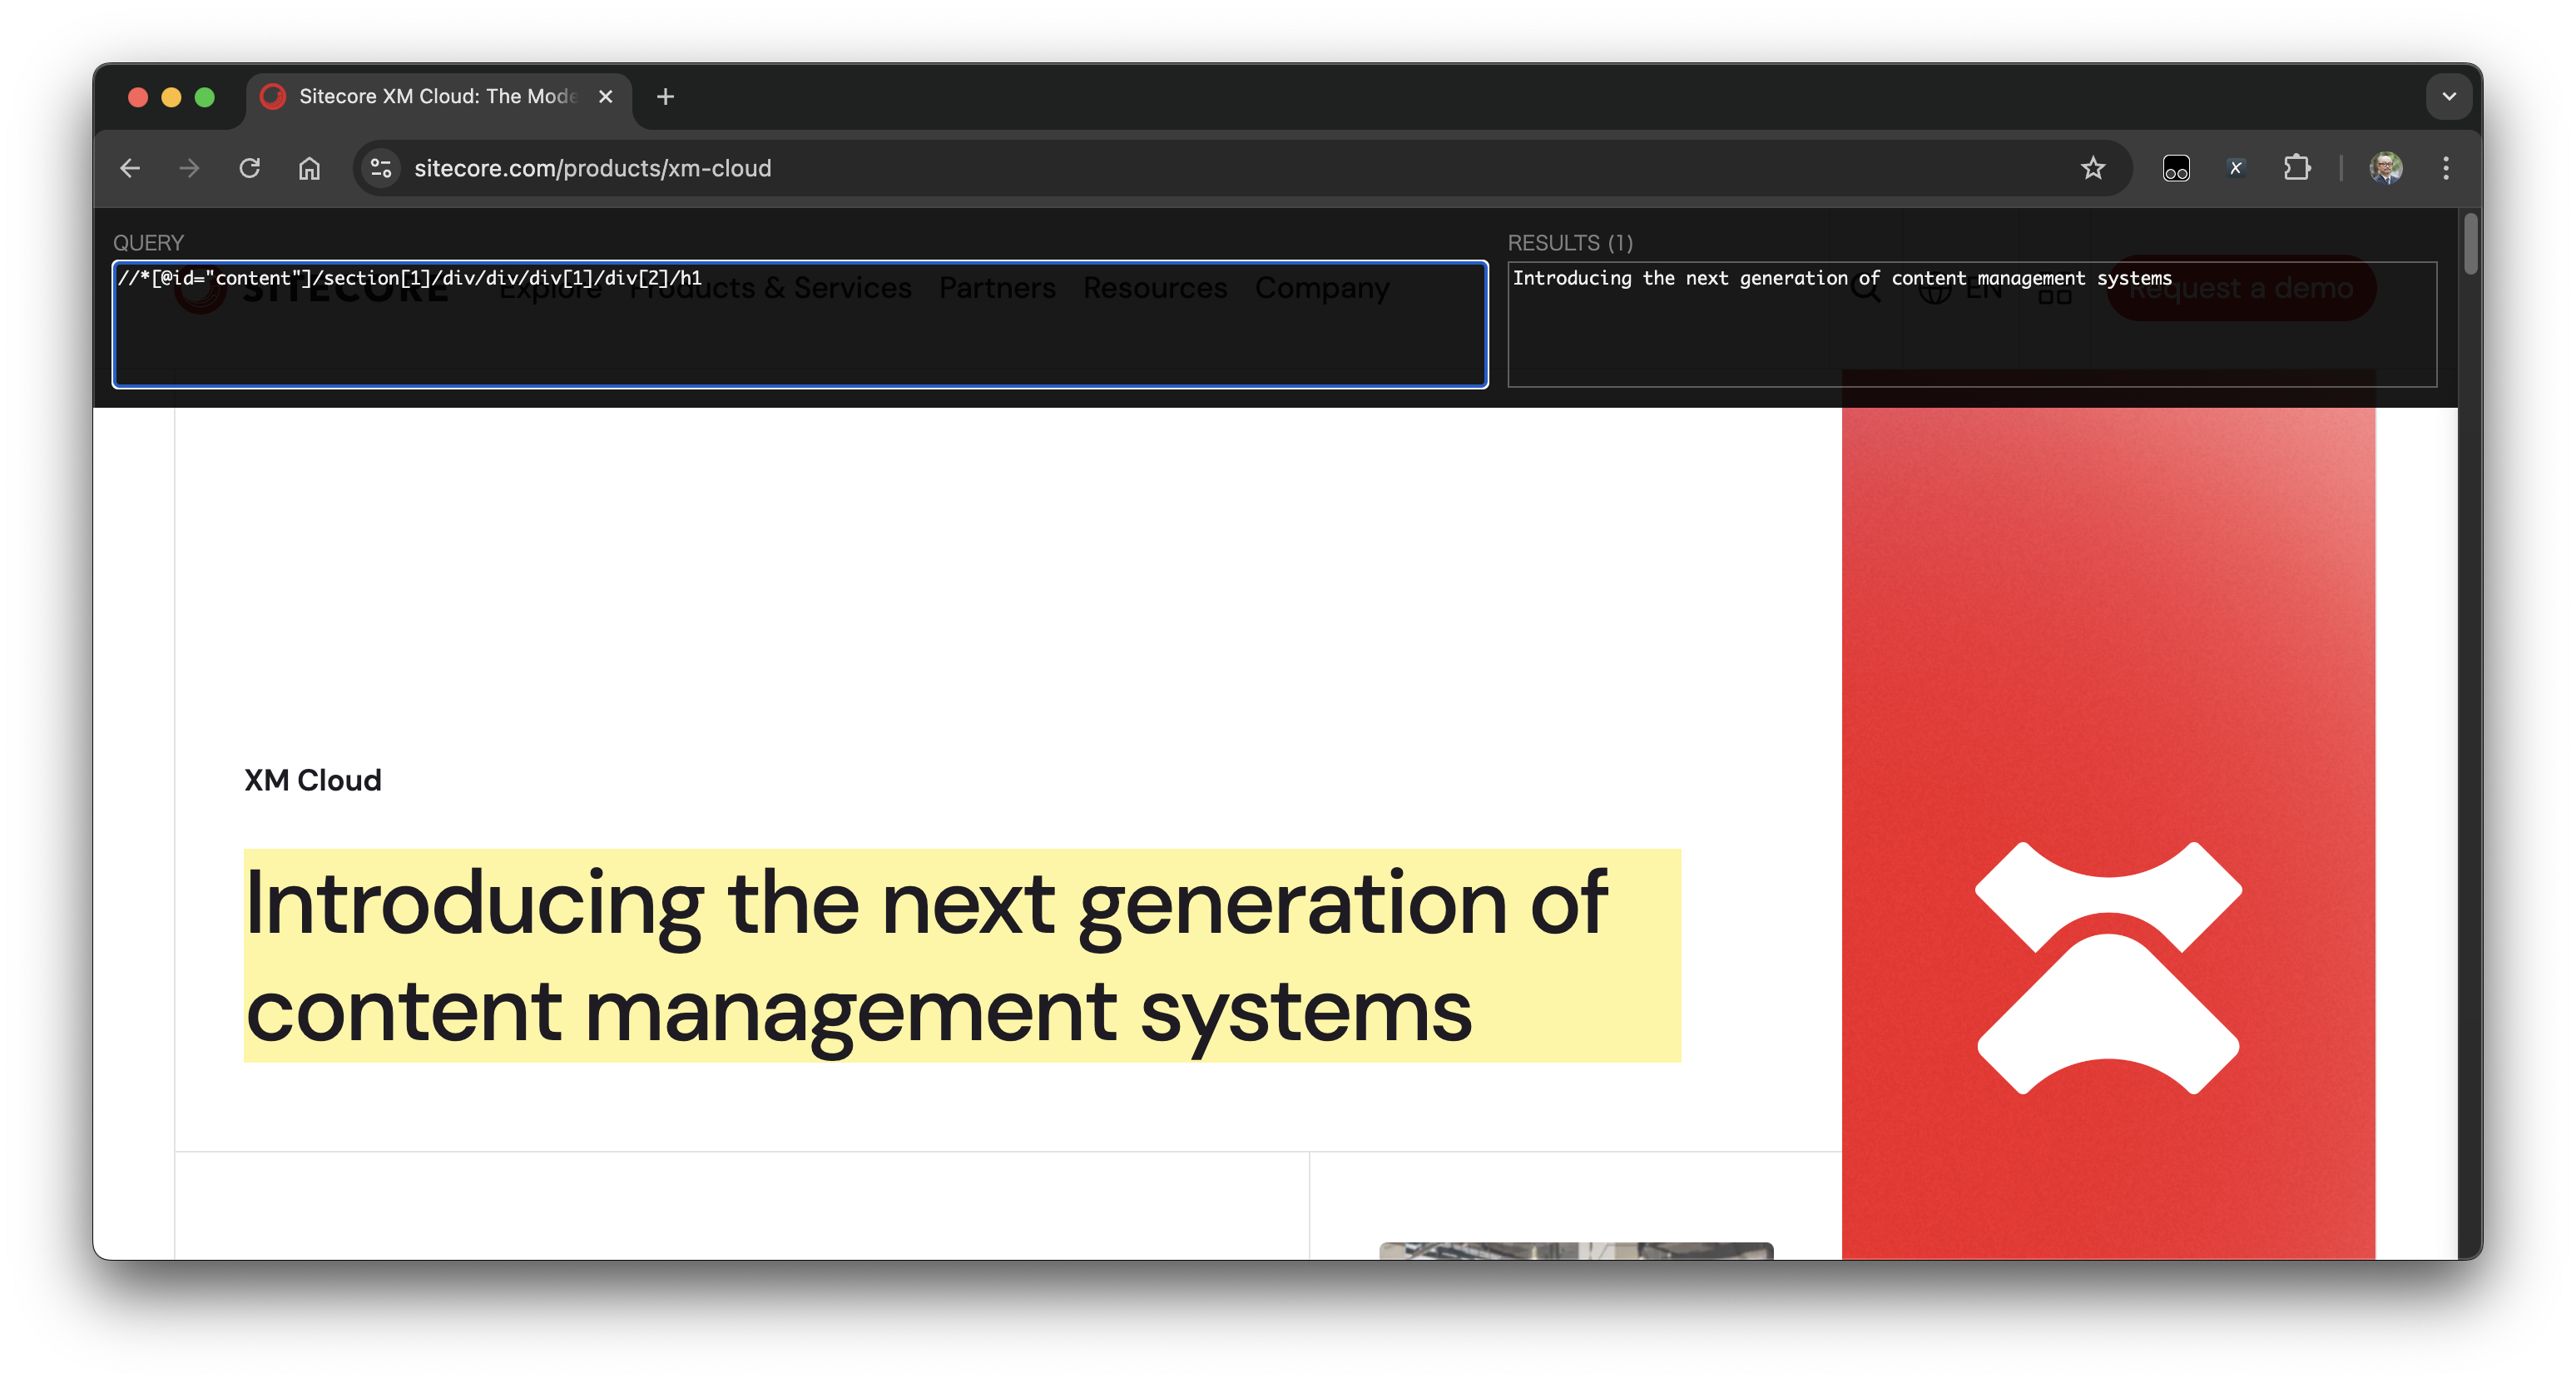 Sitecore XM Cloud: The Mode
sitecore.com/products/xm-cloud
QUERY
RESULTS (1)
//*[@id="content"]/section[1]/div/div/div[1]/div[2]/h1
Introducing the next generation of content management systems
SITECORE Explore Products & Services Partners Resources Company EN Request a demo
XM Cloud
Introducing the next generation of
content management systems